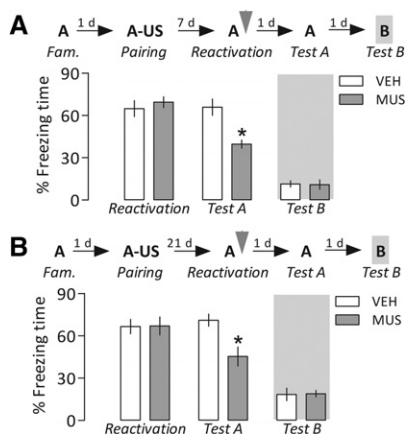 A
A 1 d A-US 7 d A 1 d A 1 d B
Fam. Pairing Reactivation Test A Test B
% Freezing time
90
60
30
0
*
VEH
MUS
Reactivation Test A Test B
B
A 1 d A-US 21 d A 1 d A 1 d B
Fam. Pairing Reactivation Test A Test B
% Freezing time
90
60
30
0
*
VEH
MUS
Reactivation Test A Test B